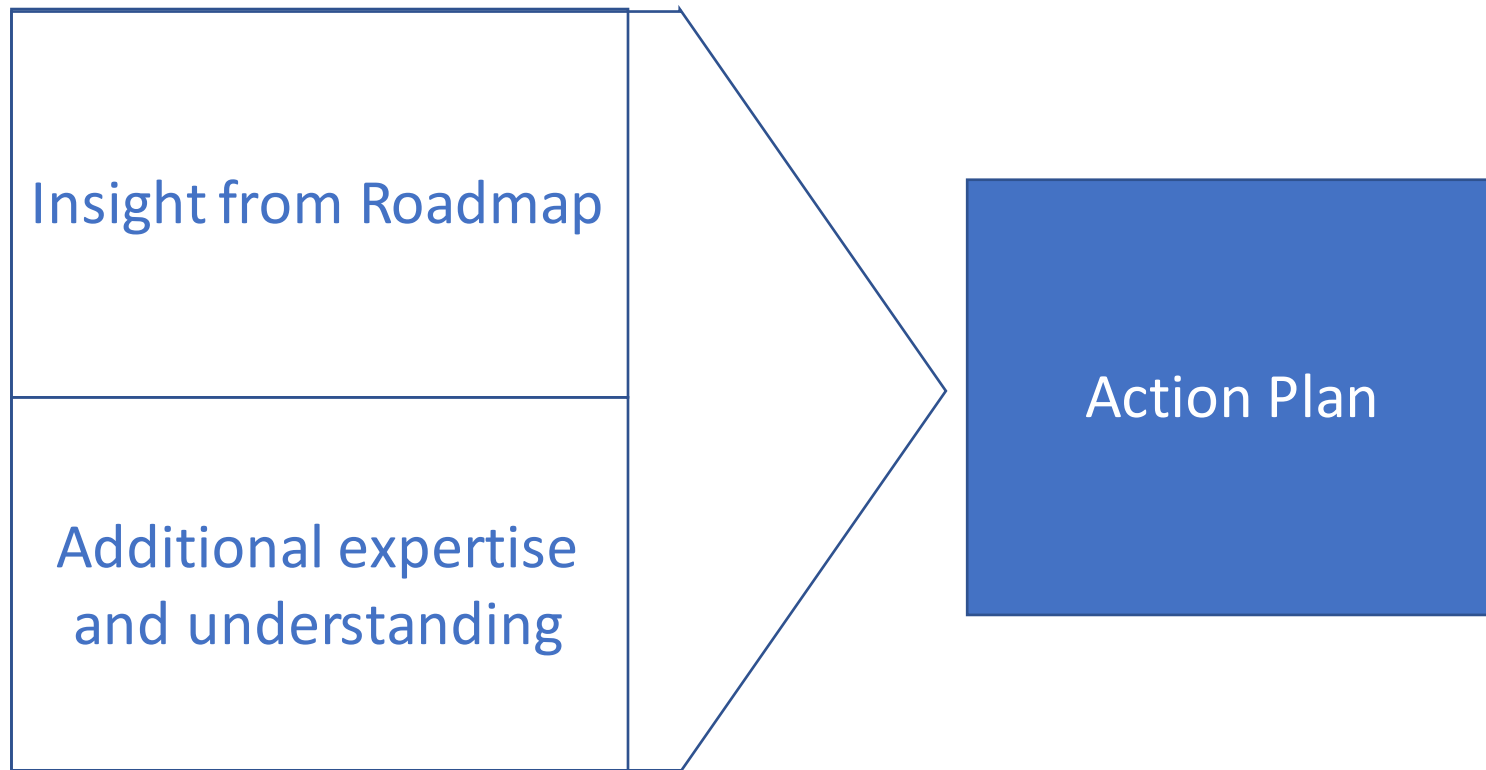 Insight from Roadmap
Additional expertise
and understanding
Action Plan